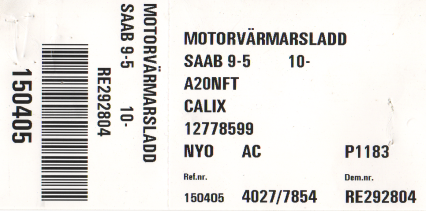 MOTORVÄRMARSLADD
SAAB 9-5 10-
RE292804
150405
MOTORVÄRMARSLADD
SAAB 9-5 10-
A20NFT
CALIX
12778599
NYO AC P1183
Ref.nr. Dem.nr.
150405 4027/7854 RE292804